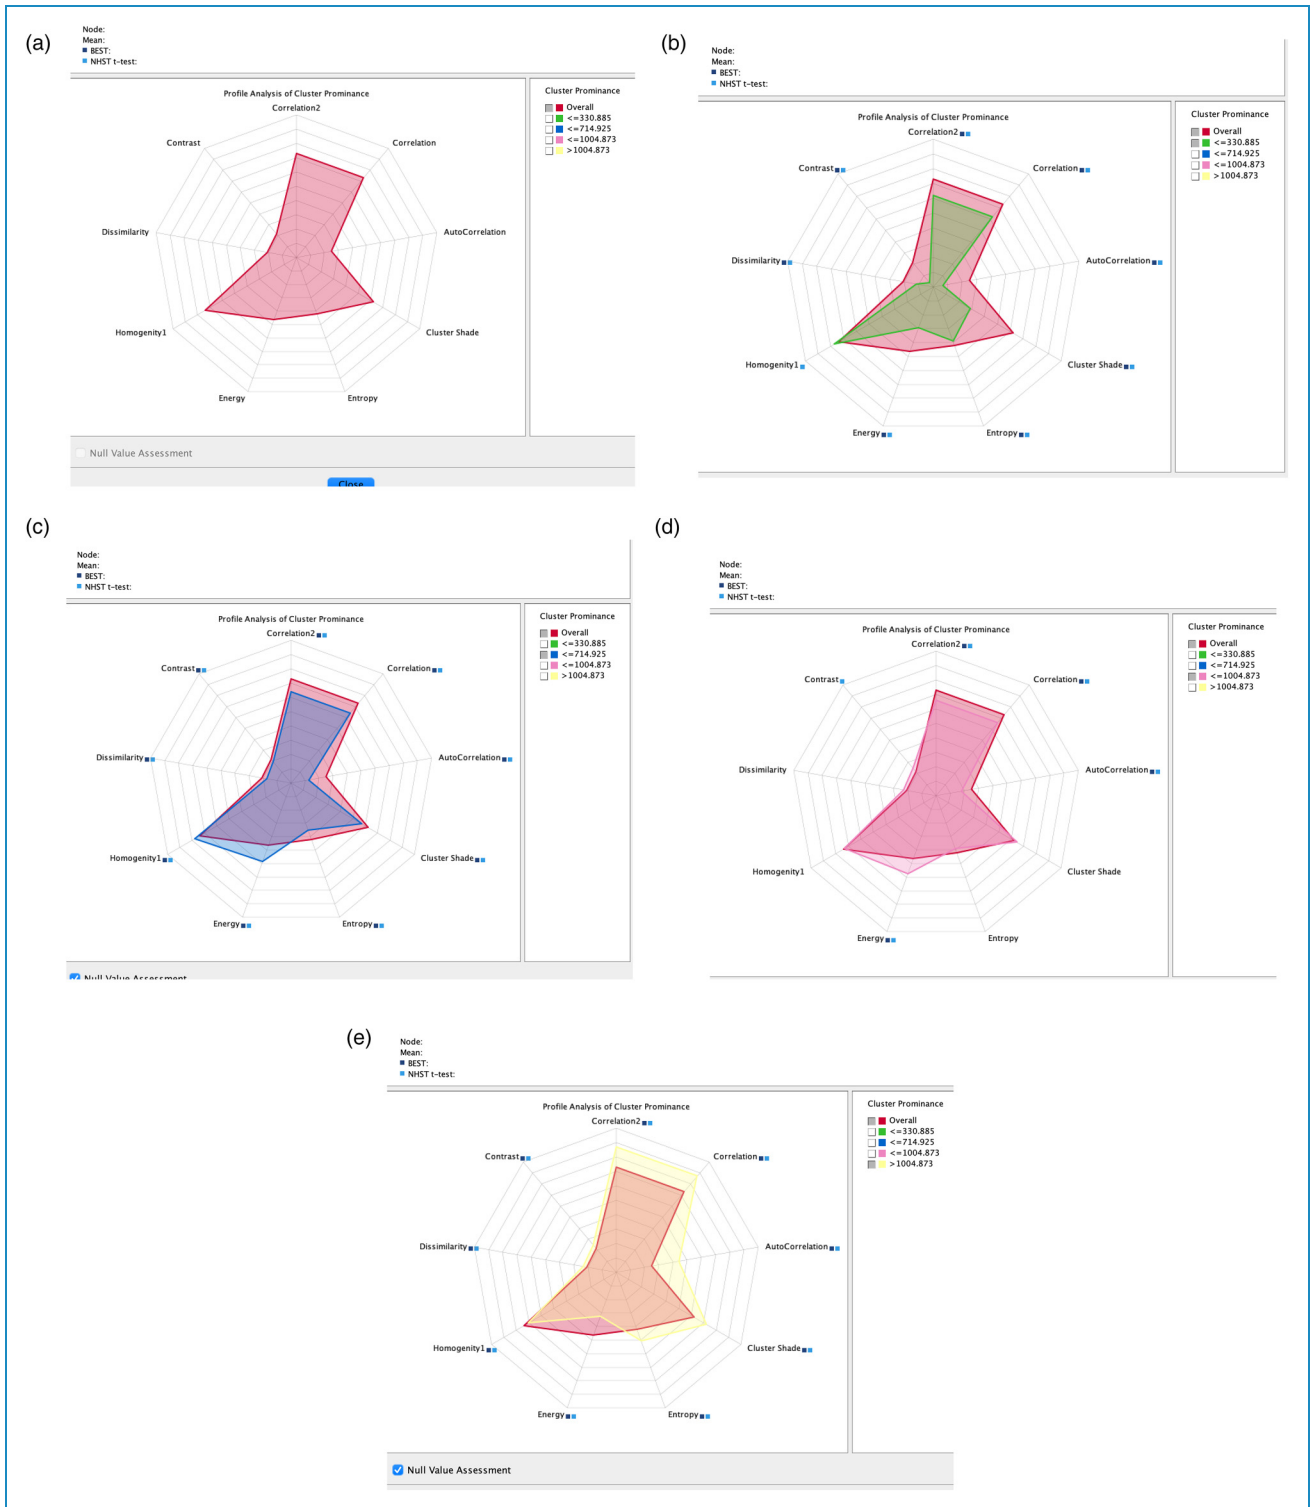 (a)
Node:
Mean:
BEST:
NHST t-test:
Profile Analysis of Cluster Prominance
Correlation2
Contrast
Correlation
Dissimilarity
AutoCorrelation
Homogenity1
Cluster Shade
Energy
Entropy
Cluster Prominance
Overall
<=330.885
<=714.925
<=1004.873
>1004.873
Null Value Assessment
Close
(b)
Node:
Mean:
BEST:
NHST t-test:
Profile Analysis of Cluster Prominance
Correlation2
Contrast
Correlation
Dissimilarity
AutoCorrelation
Homogenity1
Cluster Shade
Energy
Entropy
Cluster Prominance
Overall
<=330.885
<=714.925
<=1004.873
>1004.873
(c)
Node:
Mean:
BEST:
NHST t-test:
Profile Analysis of Cluster Prominance
Correlation2
Contrast
Correlation
Dissimilarity
AutoCorrelation
Homogenity1
Cluster Shade
Energy
Entropy
Cluster Prominance
Overall
<=330.885
<=714.925
<=1004.873
>1004.873
Null Value Assessment
(d)
Node:
Mean:
BEST:
NHST t-test:
Profile Analysis of Cluster Prominance
Correlation2
Contrast
Correlation
Dissimilarity
AutoCorrelation
Homogenity1
Cluster Shade
Energy
Entropy
Cluster Prominance
Overall
<=330.885
<=714.925
<=1004.873
>1004.873
(e)
Node:
Mean:
BEST:
NHST t-test:
Profile Analysis of Cluster Prominance
Correlation2
Contrast
Correlation
Dissimilarity
AutoCorrelation
Homogenity1
Cluster Shade
Energy
Entropy
Cluster Prominance
Overall
<=330.885
<=714.925
<=1004.873
>1004.873
Null Value Assessment